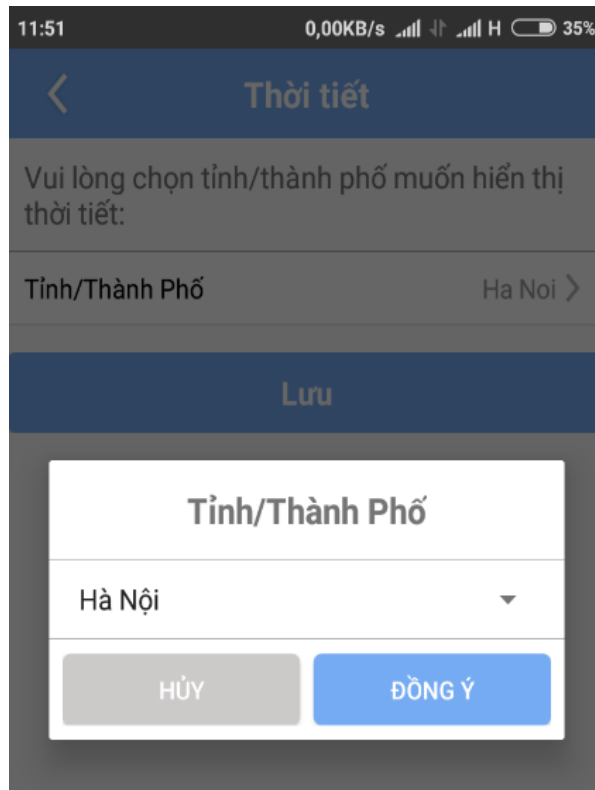 11:51 0,00KB/s H 35%
Thời tiết
Vui lòng chọn tỉnh/thành phố muốn hiển thị
thời tiết:
Tỉnh/Thành Phố Ha Noi
Lưu
Tỉnh/Thành Phố
Hà Nội
HỦY ĐỒNG Ý